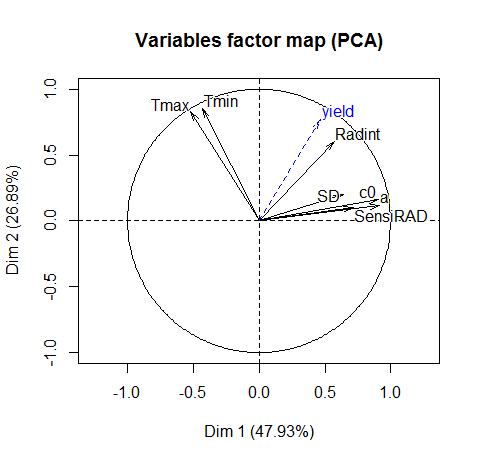 Variables factor map (PCA)
Dim 2 (26.89%)
1.0
0.5
0.0
-0.5
-1.0
Tmax
Tmin
yield
Radint
SD
c0
a
SensiRAD
-1.0 -0.5 0.0 0.5 1.0
Dim 1 (47.93%)